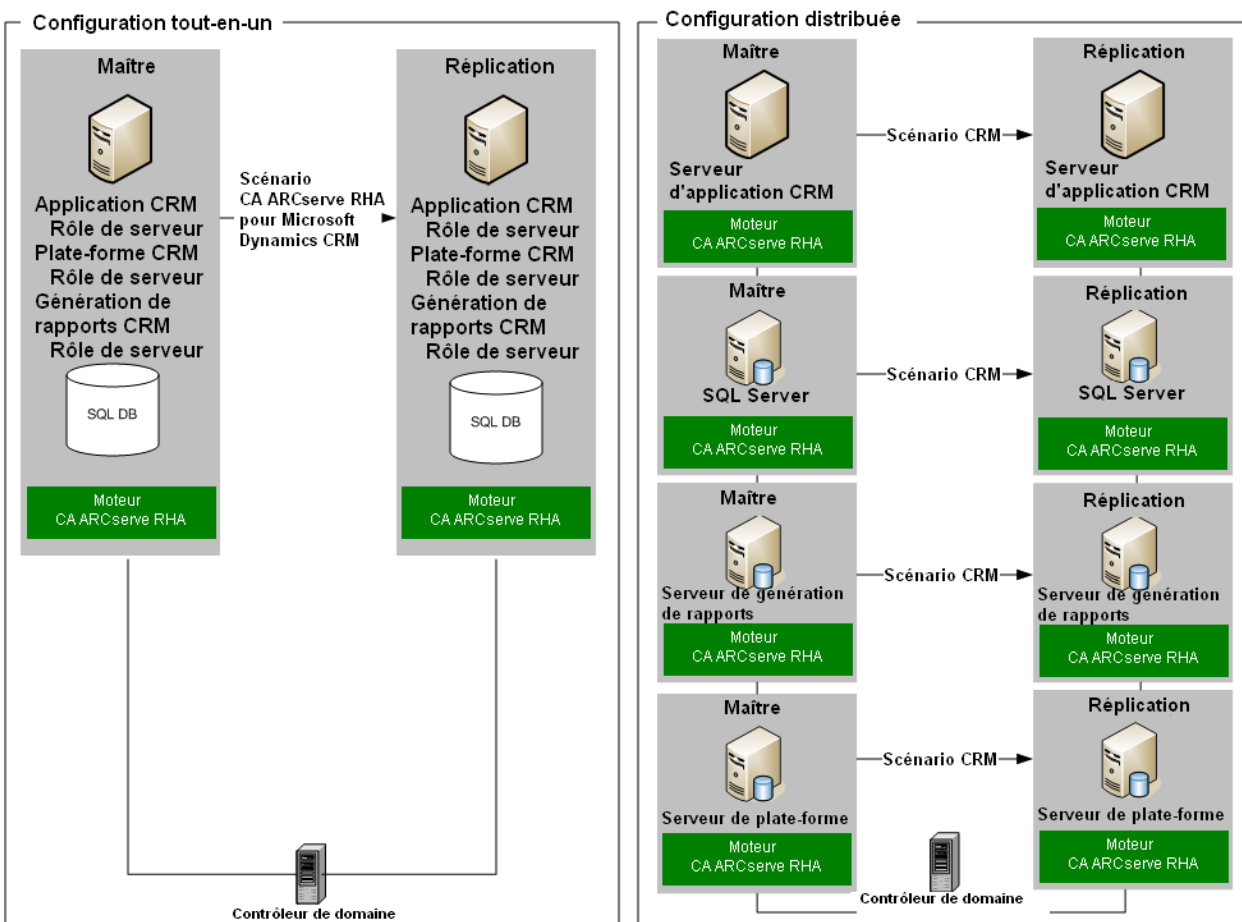 Configuration tout-en-un
Maître
Réplication
Application CRM
Rôle de serveur
Plate-forme CRM
Rôle de serveur
Génération de
rapports CRM
Rôle de serveur
SQL DB
Moteur
CA ARCserve RHA
Scénario
CA ARCserve RHA
pour Microsoft
Dynamics CRM
Application CRM
Rôle de serveur
Plate-forme CRM
Rôle de serveur
Génération de
rapports CRM
Rôle de serveur
SQL DB
Moteur
CA ARCserve RHA
Contrôleur de domaine
Configuration distribuée
Maître
Serveur
d'application CRM
Moteur
CA ARCserve RHA
Scénario CRM
Réplication
Serveur
d'application CRM
Moteur
CA ARCserve RHA
Maître
SQL Server
Moteur
CA ARCserve RHA
Scénario CRM
Réplication
SQL Server
Moteur
CA ARCserve RHA
Maître
Serveur de génération
de rapports
Moteur
CA ARCserve RHA
Scénario CRM
Réplication
Serveur de génération
de rapports
Moteur
CA ARCserve RHA
Maître
Serveur de plate-forme
Moteur
CA ARCserve RHA
Scénario CRM
Réplication
Serveur de plate-forme
Moteur
CA ARCserve RHA
Contrôleur de domaine